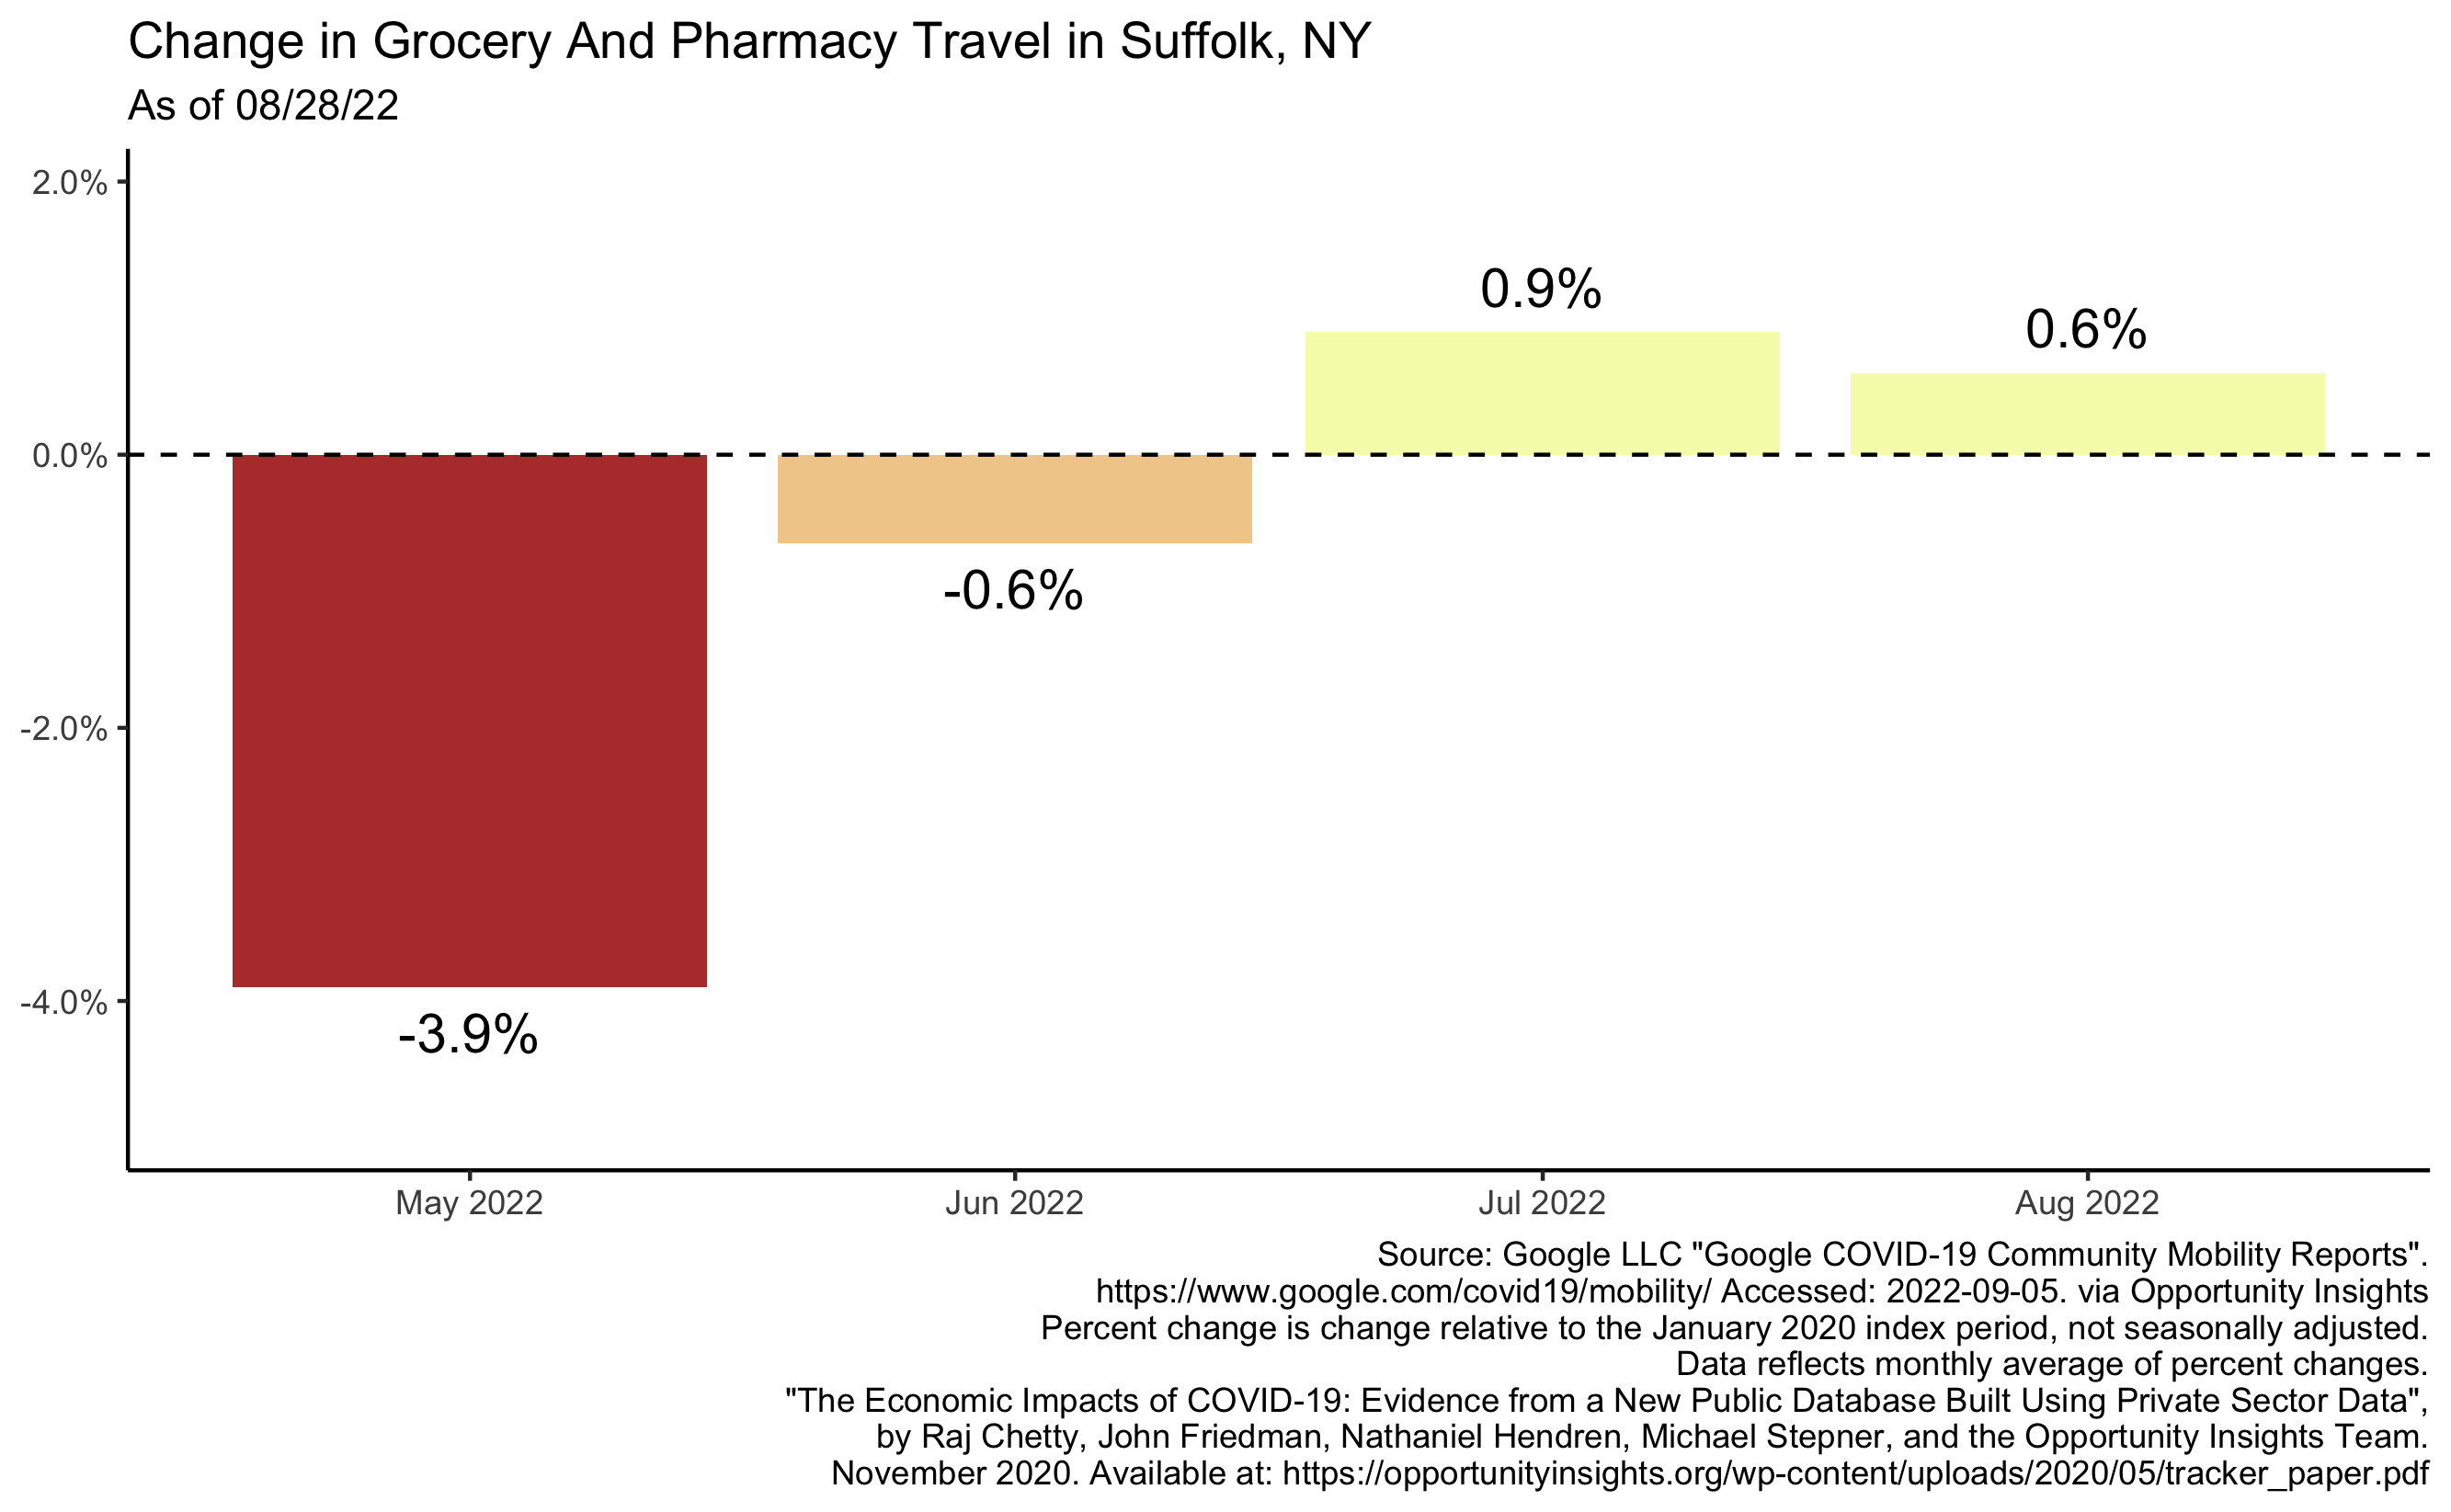 Change in Grocery And Pharmacy Travel in Suffolk, NY
As of 08/28/22
2.0%
0.0%
-2.0%
-4.0%
-3.9%
-0.6%
0.9%
0.6%
May 2022
Jun 2022
Jul 2022
Aug 2022
Source: Google LLC "Google COVID-19 Community Mobility Reports".
https://www.google.com/covid19/mobility/ Accessed: 2022-09-05. via Opportunity Insights
Percent change is change relative to the January 2020 index period, not seasonally adjusted.
Data reflects monthly average of percent changes.
"The Economic Impacts of COVID-19: Evidence from a New Public Database Built Using Private Sector Data",
by Raj Chetty, John Friedman, Nathaniel Hendren, Michael Stepner, and the Opportunity Insights Team.
November 2020. Available at: https://opportunityinsights.org/wp-content/uploads/2020/05/tracker_paper.pdf